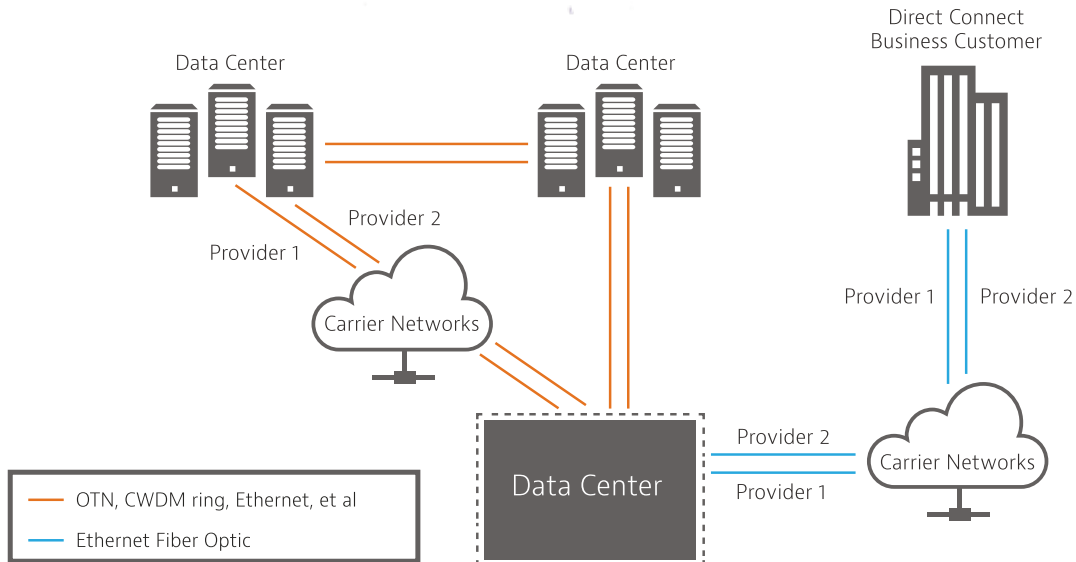 Direct Connect
Business Customer
Data Center
Data Center
Provider 2
Provider 1
Provider 1
Provider 2
Carrier Networks
Provider 2
Carrier Networks
Data Center
Provider 1
OTN, CWDM ring, Ethernet, et al
Ethernet Fiber Optic